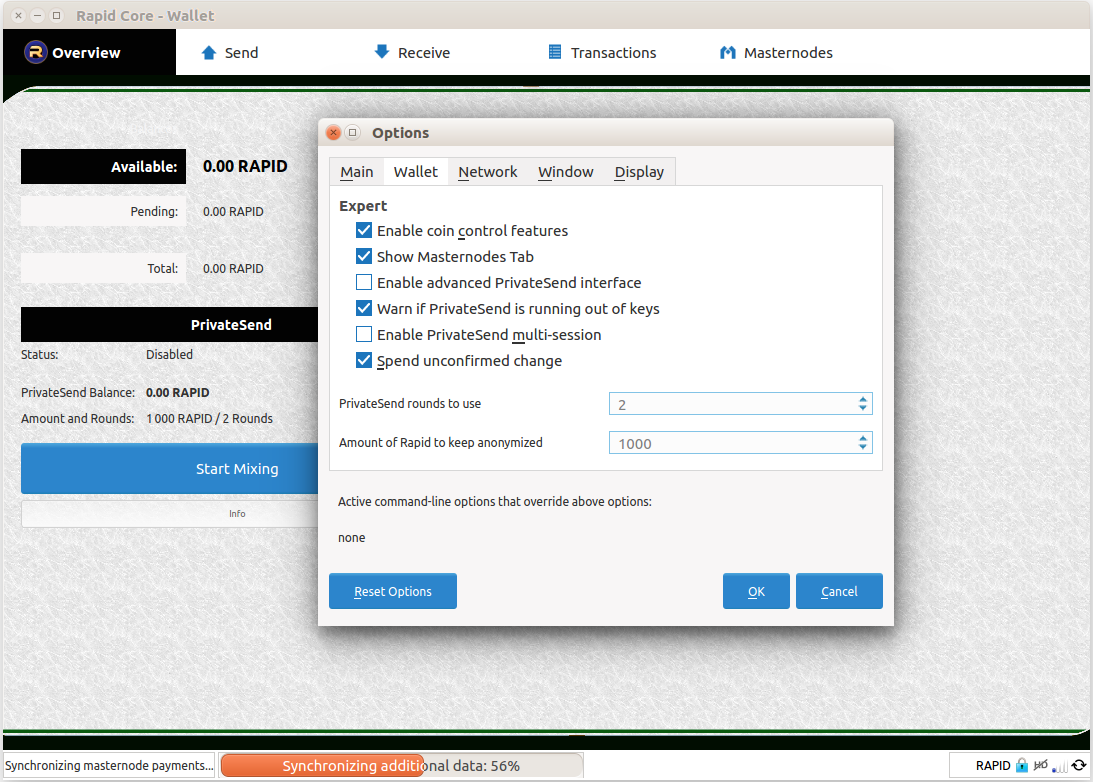 Rapid Core - Wallet
R Overview
Send
Receive
Transactions
Masternodes
Available: 0.00 RAPID
Pending: 0.00 RAPID
Total: 0.00 RAPID
PrivateSend
Status: Disabled
PrivateSend Balance: 0.00 RAPID
Amount and Rounds: 1000 RAPID / 2 Rounds
Start Mixing
Info
Options
Main Wallet Network Window Display
Expert
Enable coin control features
Show Masternodes Tab
Enable advanced PrivateSend interface
Warn if PrivateSend is running out of keys
Enable PrivateSend multi-session
Spend unconfirmed change
PrivateSend rounds to use 2
Amount of Rapid to keep anonymized 1000
Active command-line options that override above options:
none
Reset Options
OK
Cancel
Synchronizing masternode payments...
Synchronizing additional data: 56%
RAPID HD